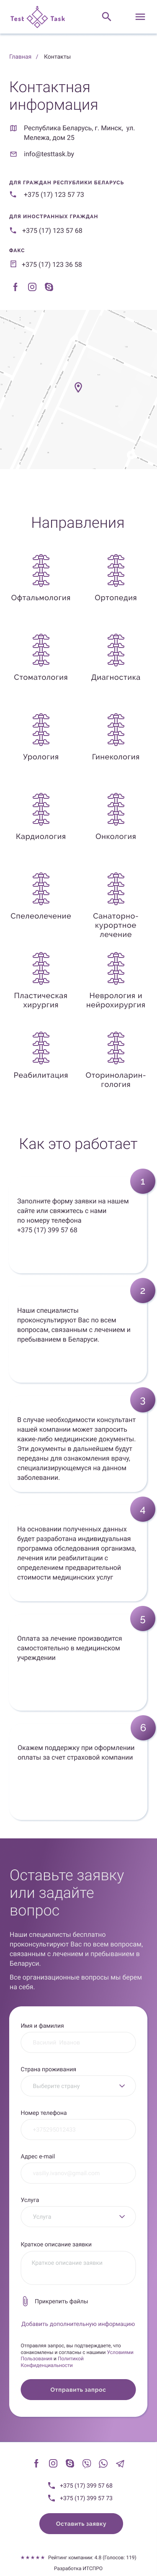 Test Task
Главная / Контакты
Контактная
информация
Республика Беларусь, г. Минск, ул.
Мележа, дом 25
info@testtask.by
ДЛЯ ГРАЖДАН РЕСПУБЛИКИ БЕЛАРУСЬ
+375 (17) 123 57 73
ДЛЯ ИНОСТРАННЫХ ГРАЖДАН
+375 (17) 123 57 68
ФАКС
+375 (17) 123 36 58
Направления
Офтальмология Ортопедия
Стоматология Диагностика
Урология Гинекология
Кардиология Онкология
Спелеолечение Санаторно-
курортное
лечение
Пластическая Неврология и
хирургия нейрохирургия
Реабилитация Оториноларин-
гология
Как это работает
1
Заполните форму заявки на нашем
сайте или свяжитесь с нами
по номеру телефона
+375 (17) 399 57 68
2
Наши специалисты
проконсультируют Вас по всем
вопросам, связанным с лечением и
пребыванием в Беларуси.
3
В случае необходимости консультант
нашей компании может запросить
какие-либо медицинские документы.
Эти документы в дальнейшем будут
переданы для ознакомления врачу,
специализирующемуся на данном
заболевании.
4
На основании полученных данных
будет разработана индивидуальная
программа обследования организма,
лечения или реабилитации с
определением предварительной
стоимости медицинских услуг
5
Оплата за лечение производится
самостоятельно в медицинском
учреждении
6
Окажем поддержку при оформлении
оплаты за счет страховой компании
Оставьте заявку
или задайте
вопрос
Наши специалисты бесплатно
проконсультируют Вас по всем вопросам,
связанным с лечением и пребыванием в
Беларуси.
Все организационные вопросы мы берем
на себя.
Имя и фамилия
Страна проживания
Выберите страну
Номер телефона
Адрес e-mail
Услуга
Услуга
Краткое описание заявки
Краткое описание заявки
Прикрепить файлы
Добавить дополнительную информацию
Отправляя запрос, вы подтверждаете, что
ознакомлены и согласны с нашими Условиями
Пользования и Политикой
Конфиденциальности
Отправить запрос
+375 (17) 399 57 68
+375 (17) 399 57 73
Оставить заявку
★★★★★ Рейтинг компании: 4.8 (Голосов: 119)
Разработка ИТСПРО